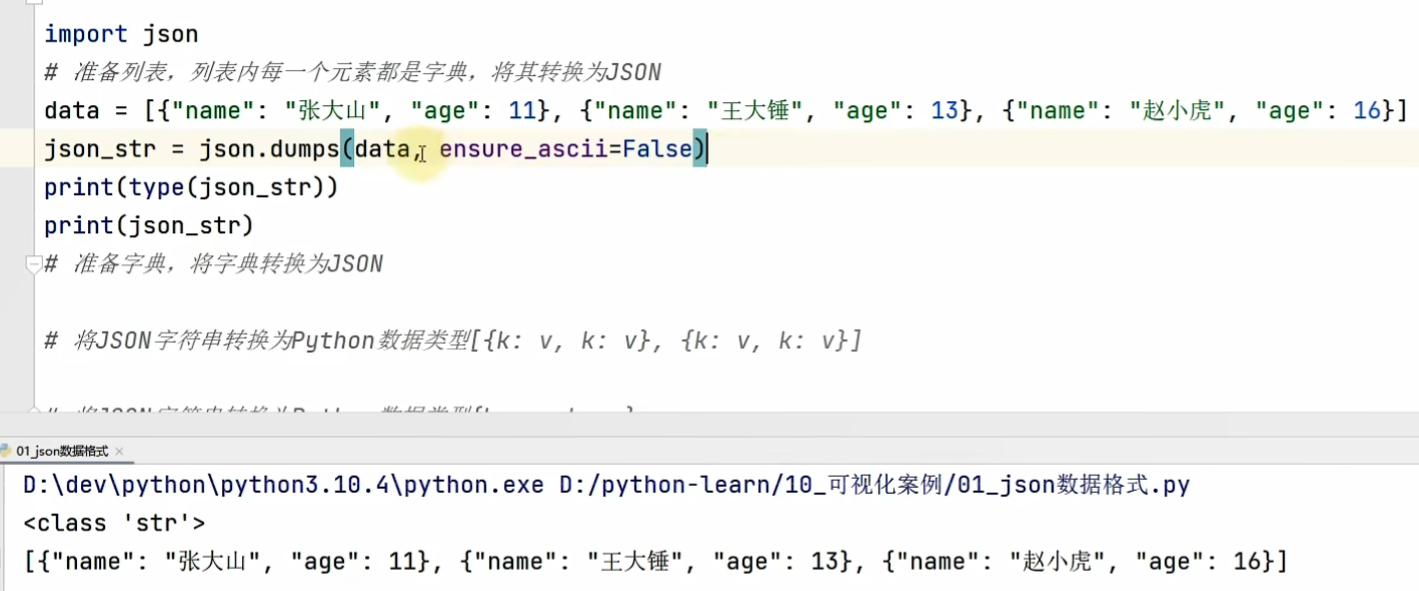 import json
# 准备列表，列表内每一个元素都是字典，将其转换为JSON
data = [{"name": "张大山", "age": 11}, {"name": "王大锤", "age": 13}, {"name": "赵小虎", "age": 16}]
json_str = json.dumps(data, ensure_ascii=False)
print(type(json_str))
print(json_str)
# 准备字典，将字典转换为JSON
# 将JSON字符串转换为Python数据类型[{k: v, k: v}, {k: v, k: v}]
01_json数据格式
D:\dev\python\python3.10.4\python.exe D:/python-learn/10_可视化案例/01_json数据格式.py
<class 'str'>
[{"name": "张大山", "age": 11}, {"name": "王大锤", "age": 13}, {"name": "赵小虎", "age": 16}]